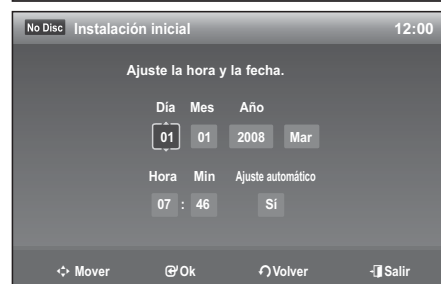 No Disc Instalación inicial 12:00
Ajuste la hora y la fecha.
Día Mes Año
01 01 2008 Mar
Hora Min Ajuste automático
07 : 46 Sí
Mover Ok Volver Salir